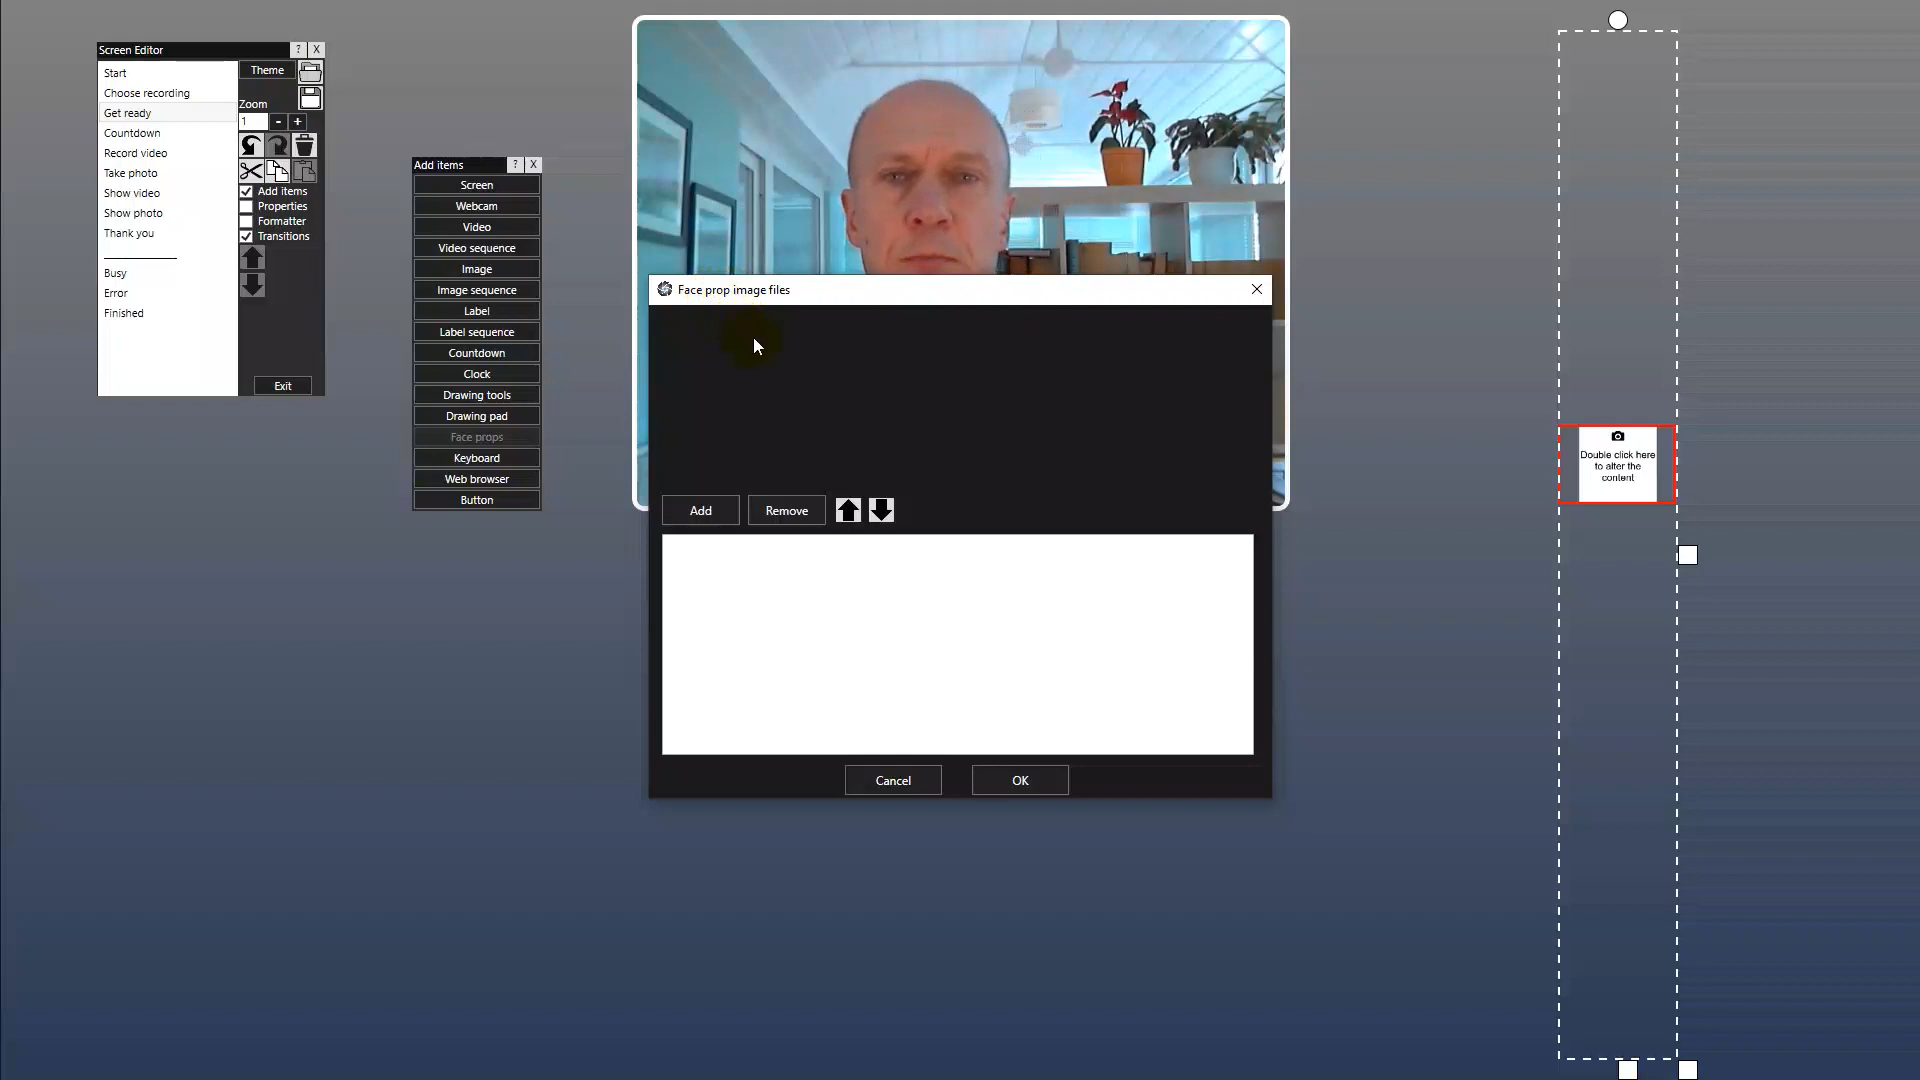 Screen Editor
?
X
Start
Choose recording
Get ready
Countdown
Record video
Take photo
Show video
Show photo
Thank you
Busy
Error
Finished
Theme
Zoom
1
-
+
Add items
Properties
Formatter
Transitions
Exit
Add items
?
X
Screen
Webcam
Video
Video sequence
Image
Image sequence
Label
Label sequence
Countdown
Clock
Drawing tools
Drawing pad
Face props
Keyboard
Web browser
Button
Face prop image files
Add
Remove
Cancel
OK
Double click here
to alter the
content